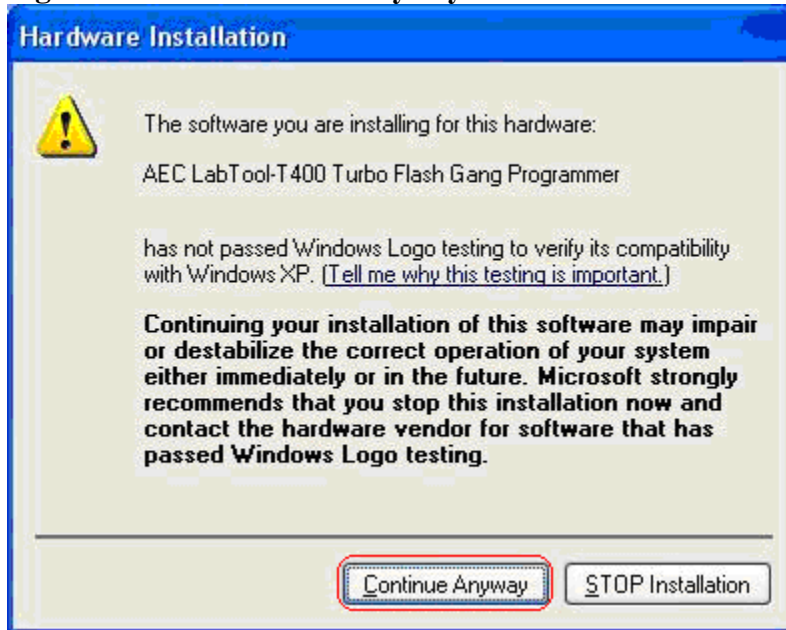 Hardware Installation
The software you are installing for this hardware:
AEC LabTool-T400 Turbo Flash Gang Programmer
has not passed Windows Logo testing to verify its compatibility
with Windows XP. (Tell me why this testing is important.)
Continuing your installation of this software may impair
or destabilize the correct operation of your system
either immediately or in the future. Microsoft strongly
recommends that you stop this installation now and
contact the hardware vendor for software that has
passed Windows Logo testing.
Continue Anyway
STOP Installation